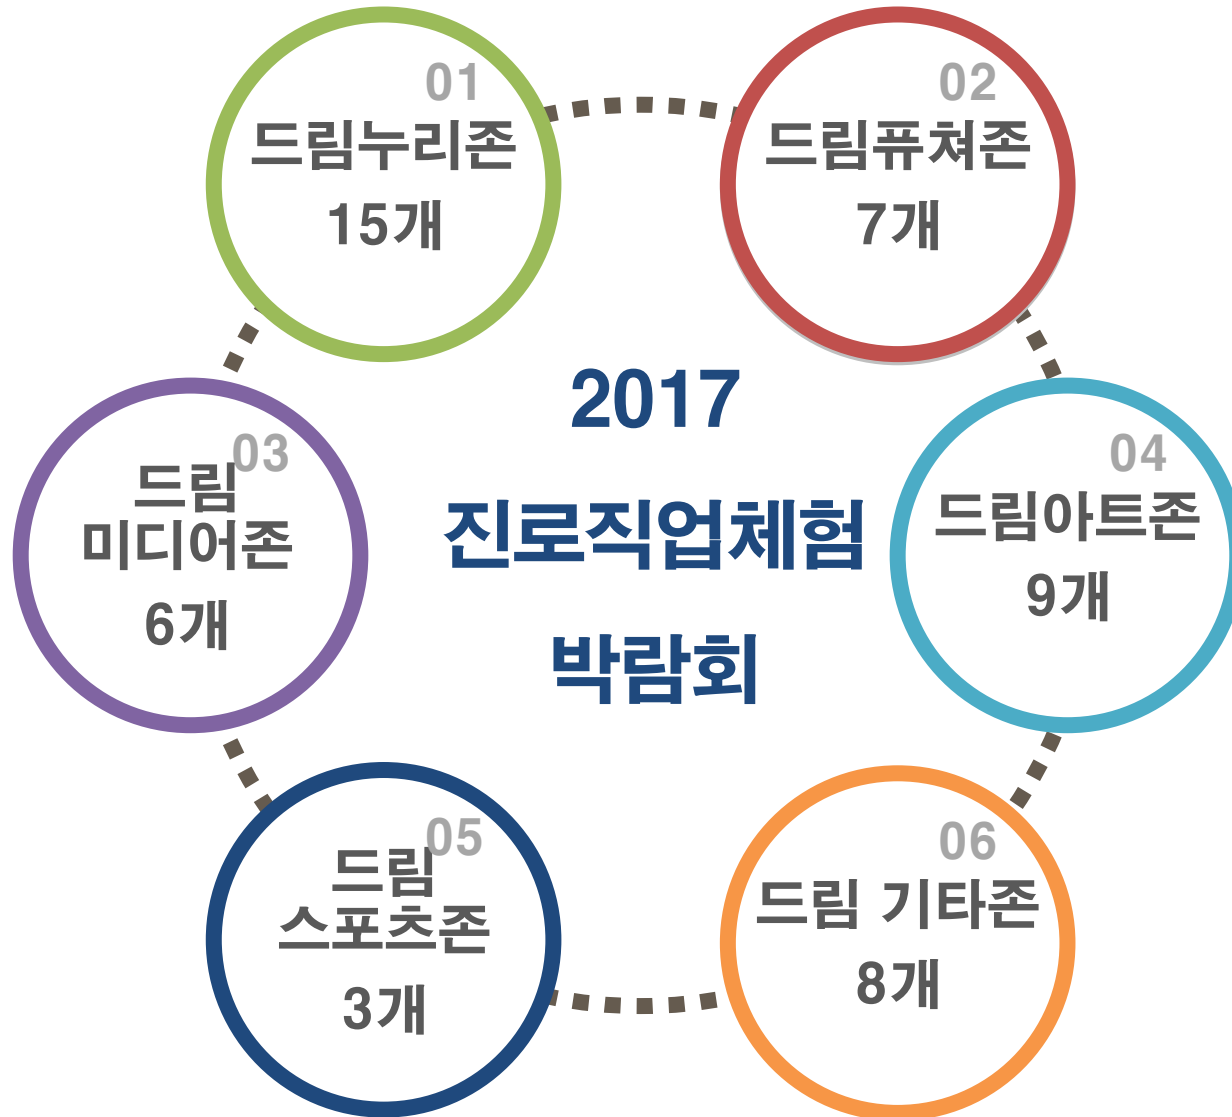 01
드림누리존
15개
02
드림퓨쳐존
7개
2017
진로직업체험
박람회
03
드림
미디어존
6개
04
드림아트존
9개
05
드림
스포츠존
3개
06
드림 기타존
8개